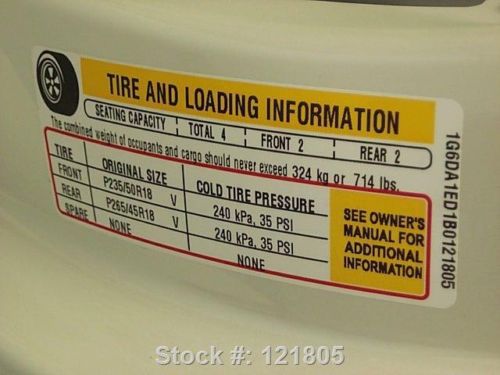 TIRE AND LOADING INFORMATION
SEATING CAPACITY TOTAL 4 FRONT 2 REAR 2
The combined weight of occupants and cargo should never exceed 324 kg or 714 lbs.
TIRE ORIGINAL SIZE COLD TIRE PRESSURE
FRONT P235/50R18 V 240 kPa, 35 PSI
REAR P265/45R18 V 240 kPa, 35 PSI
SPARE NONE NONE
SEE OWNER'S
MANUAL FOR
ADDITIONAL
INFORMATION
1G6DA1ED1B0121805
Stock #: 121805